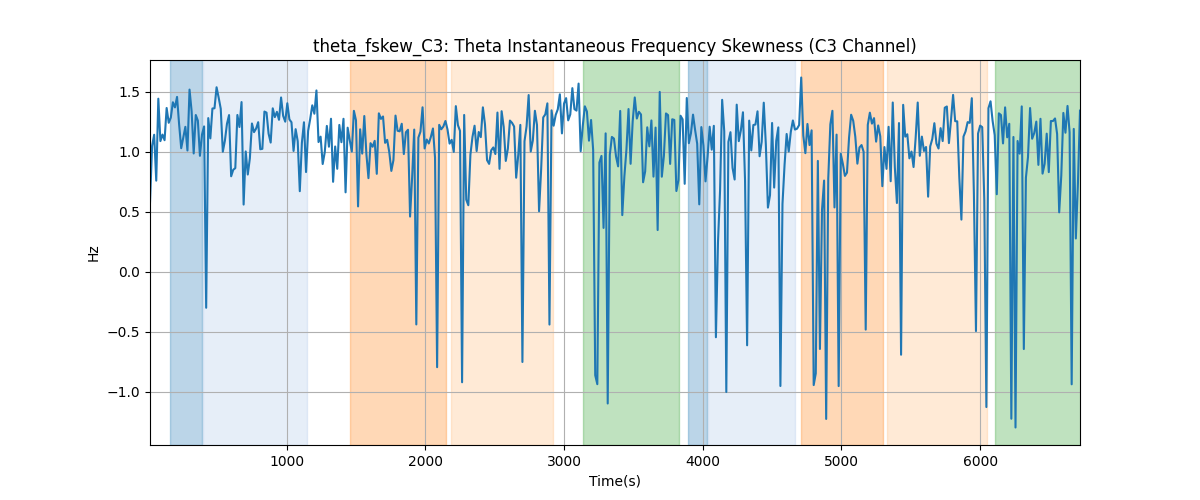 theta_fskew_C3: Theta Instantaneous Frequency Skewness (C3 Channel)
1.5
1.0
0.5
0.0
−0.5
−1.0
Hz
1000 2000 3000 4000 5000 6000
Time(s)